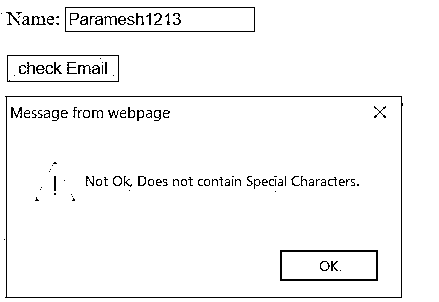 Name: Paramesh1213
check Email
Message from webpage
Not Ok, Does not contain Special Characters.
OK